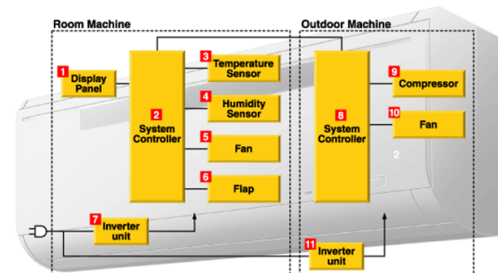 Room Machine
Outdoor Machine
1
Display
Panel
2
System
Controller
3
Temperature
Sensor
4
Humidity
Sensor
5
Fan
6
Flap
7
Inverter
unit
8
System
Controller
9
Compressor
10
Fan
2
11
Inverter
unit